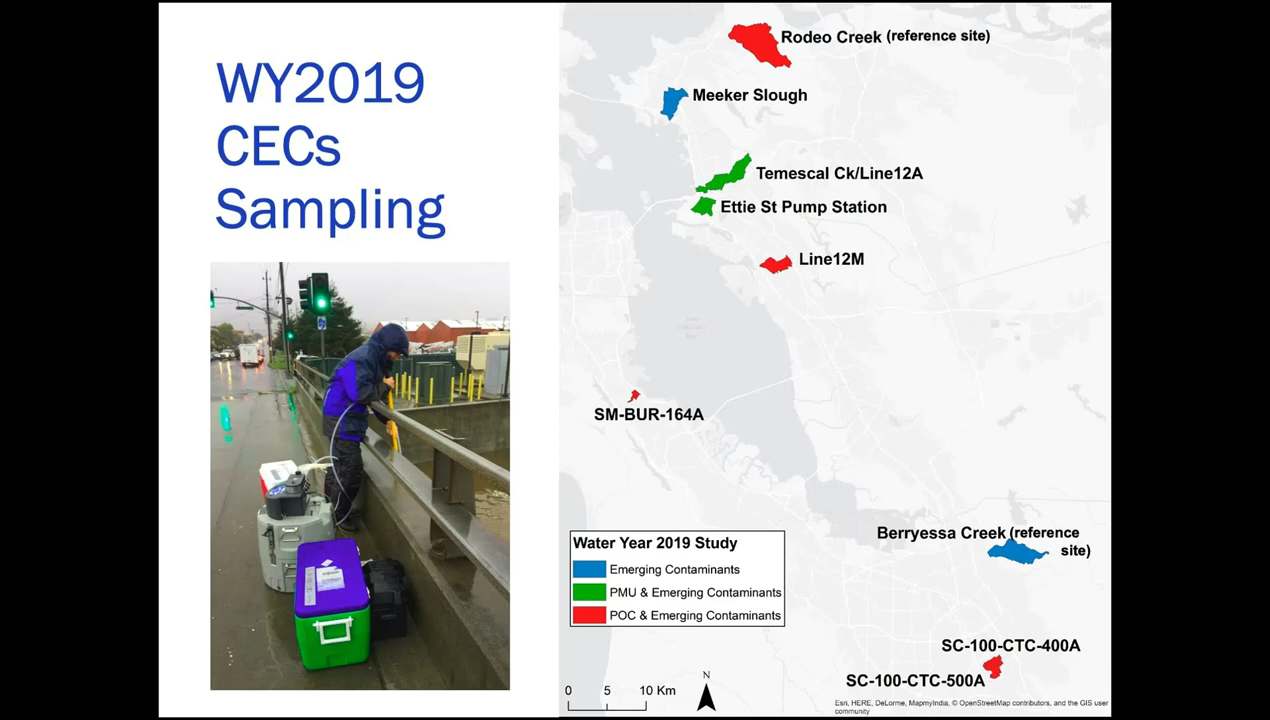 WY2019
CECs
Sampling
Rodeo Creek (reference site)
Meeker Slough
Temescal Ck/Line12A
Ettie St Pump Station
Line12M
SM-BUR-164A
Berryessa Creek (reference
site)
SC-100-CTC-400A
SC-100-CTC-500A
Water Year 2019 Study
Emerging Contaminants
PMU & Emerging Contaminants
POC & Emerging Contaminants
0 5 10 Km
N
Esri, HERE, DeLorme, MapmyIndia, © OpenStreetMap contributors, and the GIS user
community